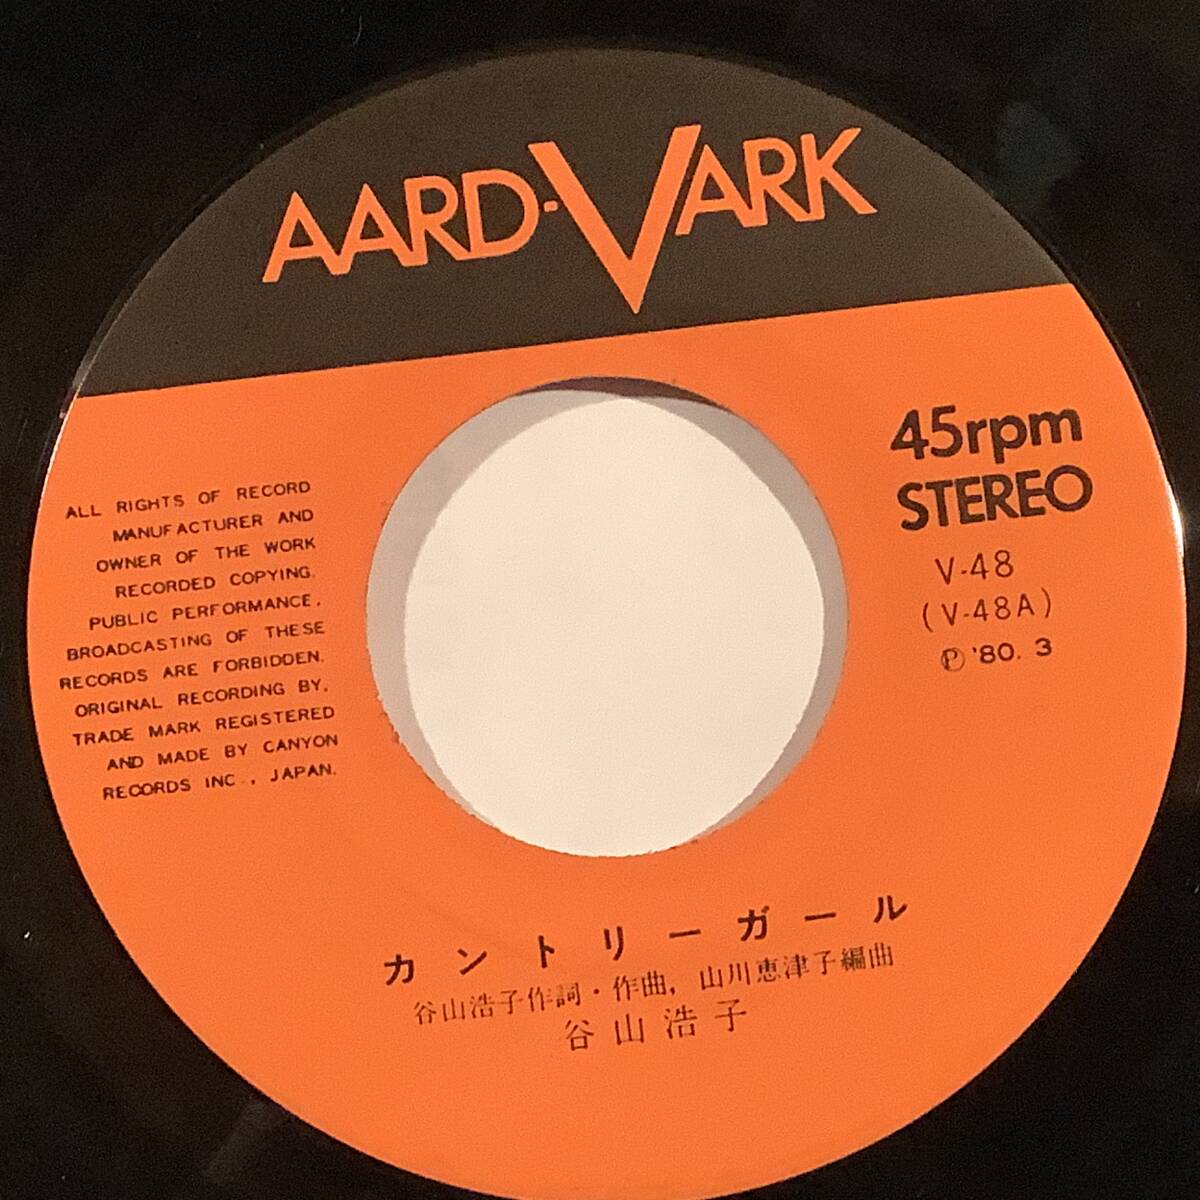 AARD-VARK
45rpm
STEREO
V-48
(V-48A)
Ⓟ '80. 3
ALL RIGHTS OF RECORD
MANUFACTURER AND
OWNER OF THE WORK
RECORDED COPYING.
PUBLIC PERFORMANCE.
BROADCASTING OF THESE
RECORDS ARE FORBIDDEN.
ORIGINAL RECORDING BY,
TRADE MARK REGISTERED
AND MADE BY CANYON
RECORDS INC., JAPAN.
カントリーガール
谷山浩子作詞・作曲, 山川恵津子編曲
谷山浩子